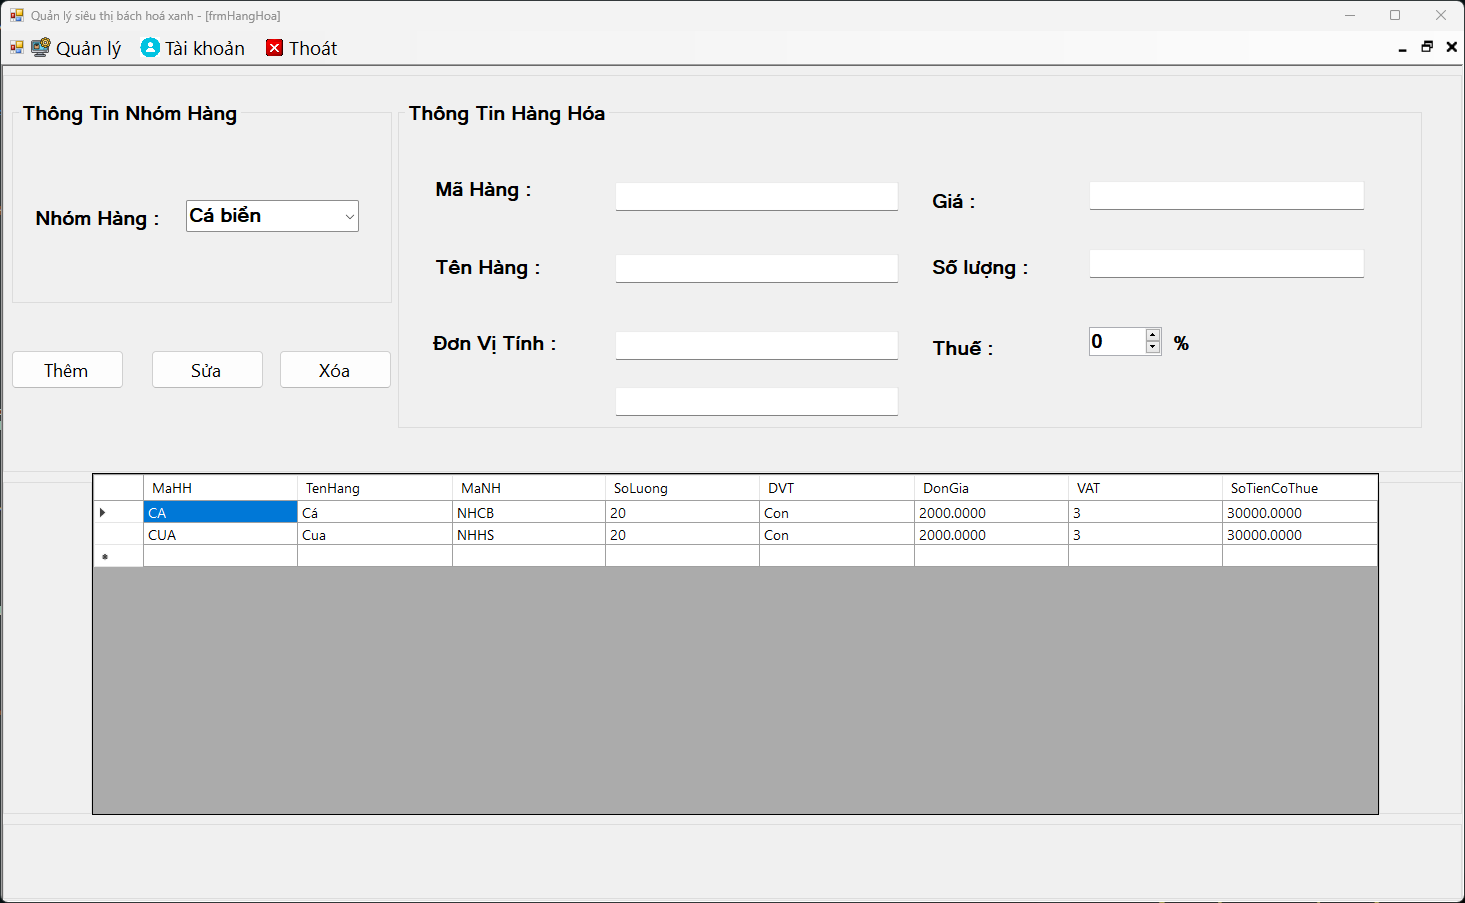 Quản lý siêu thị bách hoá xanh - [frmHangHoa]
Quản lý Tài khoản Thoát
Thông Tin Nhóm Hàng
Nhóm Hàng : Cá biển
Thêm Sửa Xóa
Thông Tin Hàng Hóa
Mã Hàng : Giá :
Tên Hàng : Số lượng :
Đơn Vị Tính : Thuế : 0 %
MaHH TenHang MaNH SoLuong DVT DonGia VAT SoTienCoThue
CA Cá NHCB 20 Con 2000.0000 3 30000.0000
CUA Cua NHHS 20 Con 2000.0000 3 30000.0000